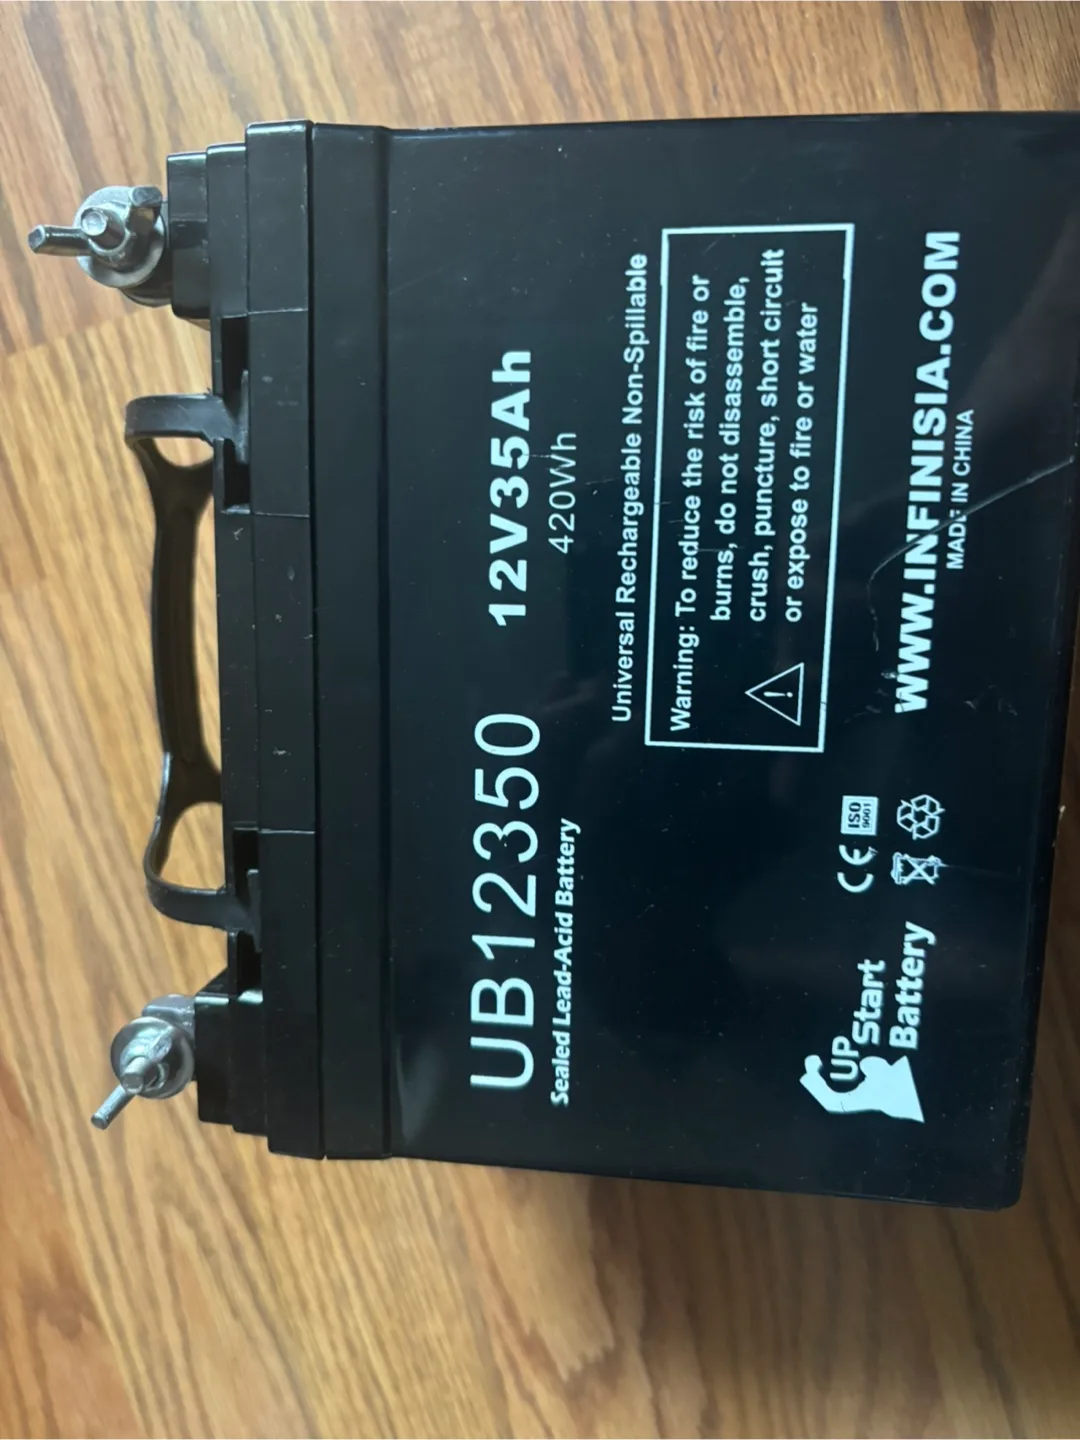 UB12350 12V35Ah
Sealed Lead-Acid Battery 420Wh
Universal Rechargeable Non-Spillable
Warning: To reduce the risk of fire or
burns, do not disassemble,
crush, puncture, short circuit
or expose to fire or water
UP
Start
Battery
CE ISO
9001
WWW.INFINISIA.COM
MADE IN CHINA